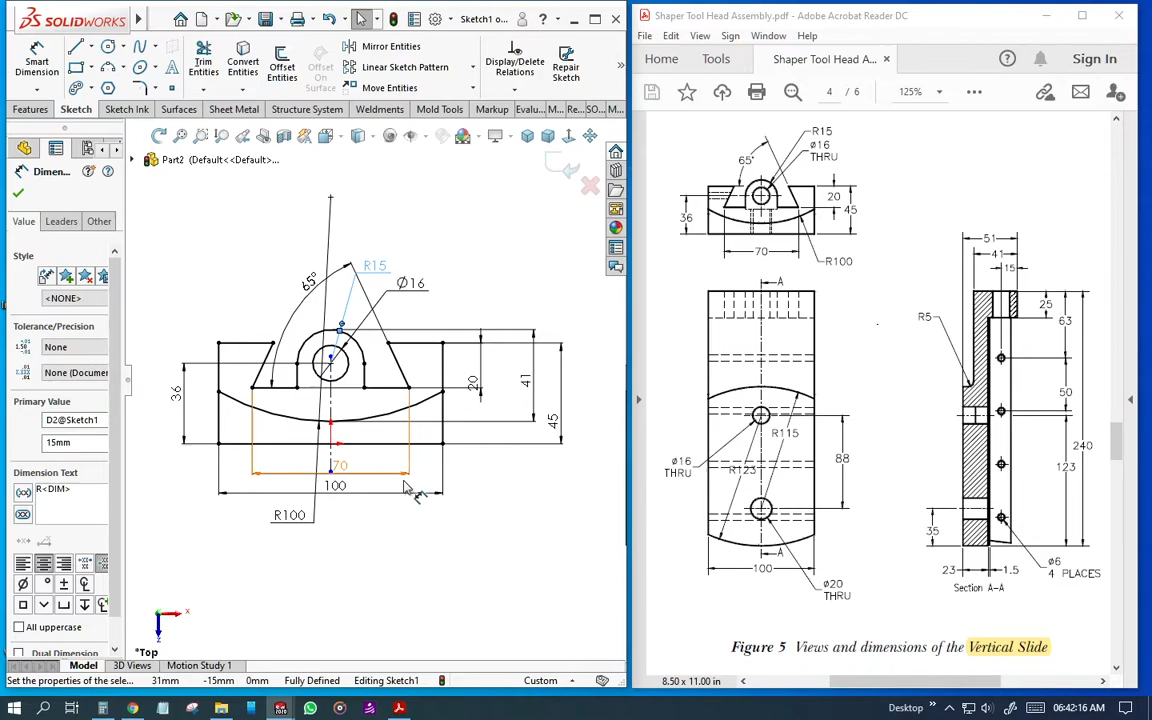 SOLIDWORKS
Sketch1 o...
Smart
Dimension
Trim
Entities
Convert
Entities
Offset
Entities
Offset
On
Surface
Mirror Entities
Linear Sketch Pattern
Move Entities
Display/Delete
Relations
Repair
Sketch
Features
Sketch
Sketch Ink
Surfaces
Sheet Metal
Structure System
Weldments
Mold Tools
Markup
Evalu...
M...
Re...
SO...
M...
Part2 (Default<<Default>...
Dimen...
Value
Leaders
Other
Style
<NONE>
Tolerance/Precision
None
None (Documen
Primary Value
D2@Sketch1
15mm
Dimension Text
R<DIM>
All uppercase
Dual Dimension
R15
65°
Ø16
36
20
41
45
70
100
R100
*Top
Model
3D Views
Motion Study 1
Set the properties of the sele...
31mm
-15mm
0mm
Fully Defined
Editing Sketch1
Custom
Shaper Tool Head Assembly.pdf - Adobe Acrobat Reader DC
File
Edit
View
Sign
Window
Help
Home
Tools
Shaper Tool Head A...
Sign In
4
/ 6
125%
R15
Ø16
THRU
65°
36
20
45
70
R100
51
41
15
A
R5
25
63
50
240
123
R115
R123
Ø16
THRU
88
35
A
100
Ø20
THRU
23
1.5
Ø6
4 PLACES
Section A-A
Figure 5 Views and dimensions of the Vertical Slide
8.50 x 11.00 in
Desktop
06:42:16 AM